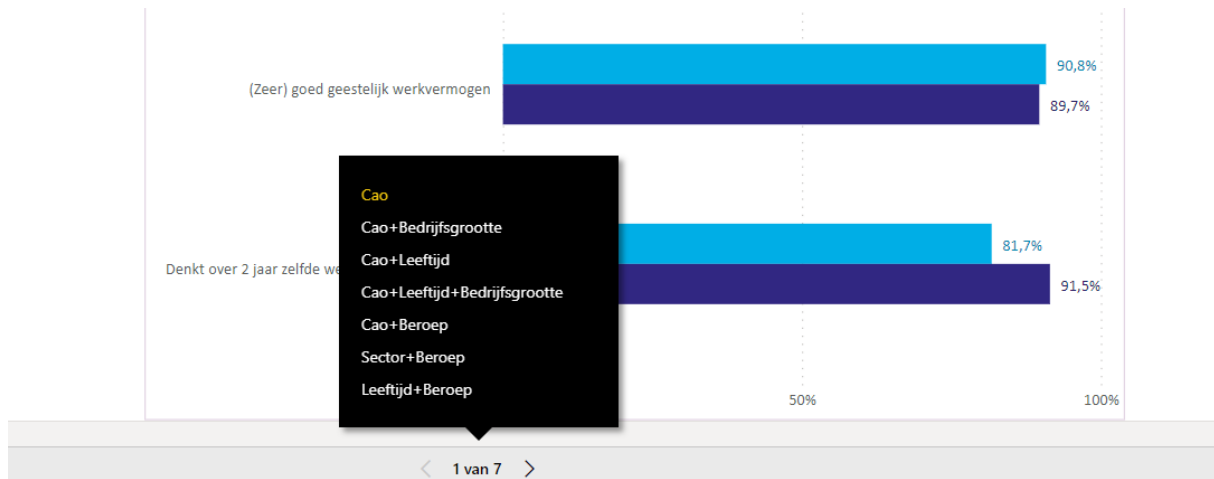 90,8%
(Zeer) goed geestelijk werkvermogen
89,7%
Cao
Cao+Bedrijfsgrootte
81,7%
Cao+Leeftijd
Denkt over 2 jaar zelfde
91,5%
Cao+Leeftijd+Bedrijfsgrootte
Cao+Beroep
Sector+Beroep
Leeftijd+Beroep
50%
100%
1 van 7